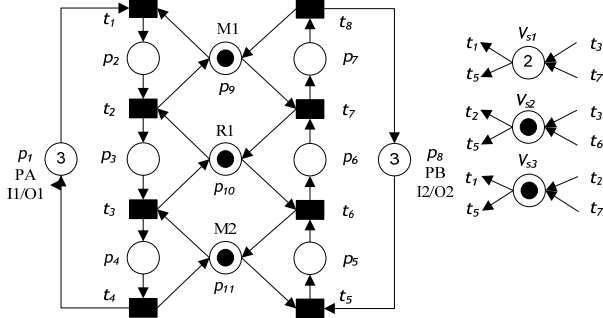 t1 M1 t8
p2 p7
p9
t2 t7
p1 3 PA I1/O1
p3 R1 p6
p10
3 p8 PB I2/O2
t3 t6
M2
p4 p5
p11
t4 t5
Vs1
t1 t3
2
t5 t7
Vs2
t2 t3
t5 t6
Vs3
t1 t2
t5 t7